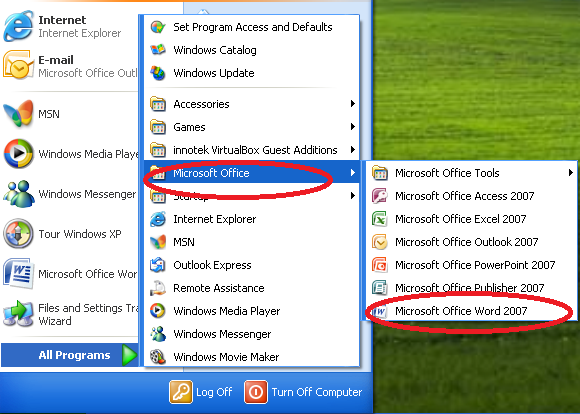 Internet
Internet Explorer
E-mail
Microsoft Office Outl
MSN
Windows Media Playe
Windows Messenger
Tour Windows XP
Microsoft Office Wor
Files and Settings Tra
Wizard
All Programs
Set Program Access and Defaults
Windows Catalog
Windows Update
Accessories
Games
innotek VirtualBox Guest Additions
Microsoft Office
Startup
Internet Explorer
MSN
Outlook Express
Remote Assistance
Windows Media Player
Windows Messenger
Windows Movie Maker
Microsoft Office Tools
Microsoft Office Access 2007
Microsoft Office Excel 2007
Microsoft Office Outlook 2007
Microsoft Office PowerPoint 2007
Microsoft Office Publisher 2007
Microsoft Office Word 2007
Log Off
Turn Off Computer